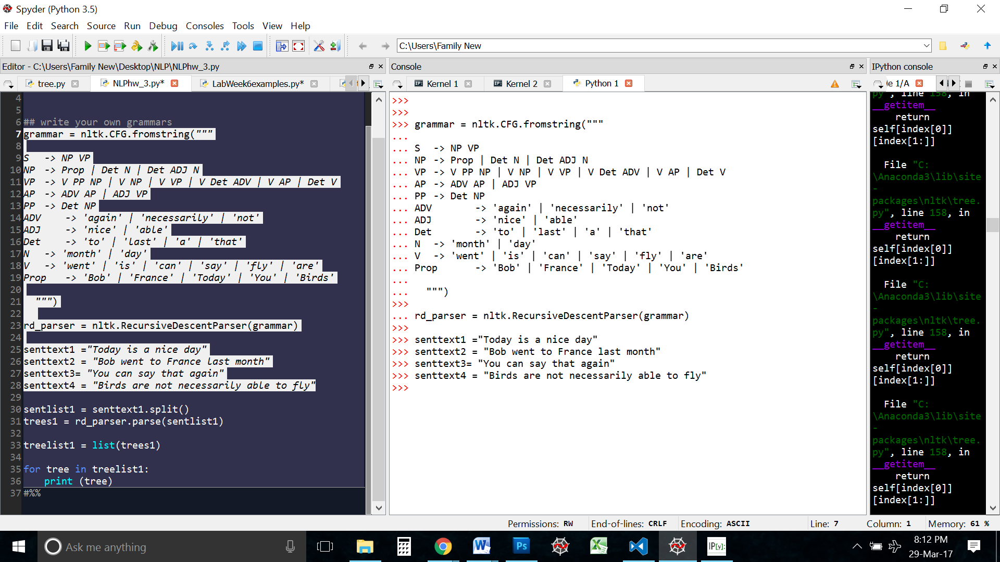 Spyder (Python 3.5)
File Edit Search Source Run Debug Consoles Tools View Help
C:\Users\Family New
Editor - C:\Users\Family New\Desktop\NLP\NLPhw_3.py
tree.py
NLPhw_3.py*
LabWeek6examples.py*
4
5
6 ## write your own grammars
7 grammar = nltk.CFG.fromstring("""
8
9 S -> NP VP
10 NP -> Prop | Det N | Det ADJ N
11 VP -> V PP NP | V NP | V VP | V Det ADV | V AP | Det V
12 AP -> ADV AP | ADJ VP
13 PP -> Det NP
14 ADV -> 'again' | 'necessarily' | 'not'
15 ADJ -> 'nice' | 'able'
16 Det -> 'to' | 'last' | 'a' | 'that'
17 N -> 'month' | 'day'
18 V -> 'went' | 'is' | 'can' | 'say' | 'fly' | 'are'
19 Prop -> 'Bob' | 'France' | 'Today' | 'You' | 'Birds'
20
21 """)
22
23 rd_parser = nltk.RecursiveDescentParser(grammar)
24
25 senttext1 ="Today is a nice day"
26 senttext2 = "Bob went to France last month"
27 senttext3= "You can say that again"
28 senttext4 = "Birds are not necessarily able to fly"
29
30 sentlist1 = senttext1.split()
31 trees1 = rd_parser.parse(sentlist1)
32
33 treelist1 = list(trees1)
34
35 for tree in treelist1:
36 print (tree)
37 #%%
Console
IP: Kernel 1
IP: Kernel 2
Python 1
>>>
>>>
>>> grammar = nltk.CFG.fromstring("""
...
... S -> NP VP
... NP -> Prop | Det N | Det ADJ N
... VP -> V PP NP | V NP | V VP | V Det ADV | V AP | Det V
... AP -> ADV AP | ADJ VP
... PP -> Det NP
... ADV -> 'again' | 'necessarily' | 'not'
... ADJ -> 'nice' | 'able'
... Det -> 'to' | 'last' | 'a' | 'that'
... N -> 'month' | 'day'
... V -> 'went' | 'is' | 'can' | 'say' | 'fly' | 'are'
... Prop -> 'Bob' | 'France' | 'Today' | 'You' | 'Birds'
...
... """)
>>>
... rd_parser = nltk.RecursiveDescentParser(grammar)
>>>
>>> senttext1 ="Today is a nice day"
>>> senttext2 = "Bob went to France last month"
>>> senttext3= "You can say that again"
>>> senttext4 = "Birds are not necessarily able to fly"
>>>
IPython console
le 1/A
py", line 158, in
__getitem__
return
self[index[0]]
[index[1:]]
File "C:
\Anaconda3\lib\site
-
packages\nltk\tree.
py", line 158, in
__getitem__
return
self[index[0]]
[index[1:]]
File "C:
\Anaconda3\lib\site
-
packages\nltk\tree.
py", line 158, in
__getitem__
return
self[index[0]]
[index[1:]]
File "C:
\Anaconda3\lib\site
-
packages\nltk\tree.
py", line 158, in
__getitem__
return
self[index[0]]
[index[1:]]
Permissions: RW End-of-lines: CRLF Encoding: ASCII Line: 7 Column: 1 Memory: 61 %
Ask me anything
W
Ps
IP[y]:
8:12 PM
29-Mar-17